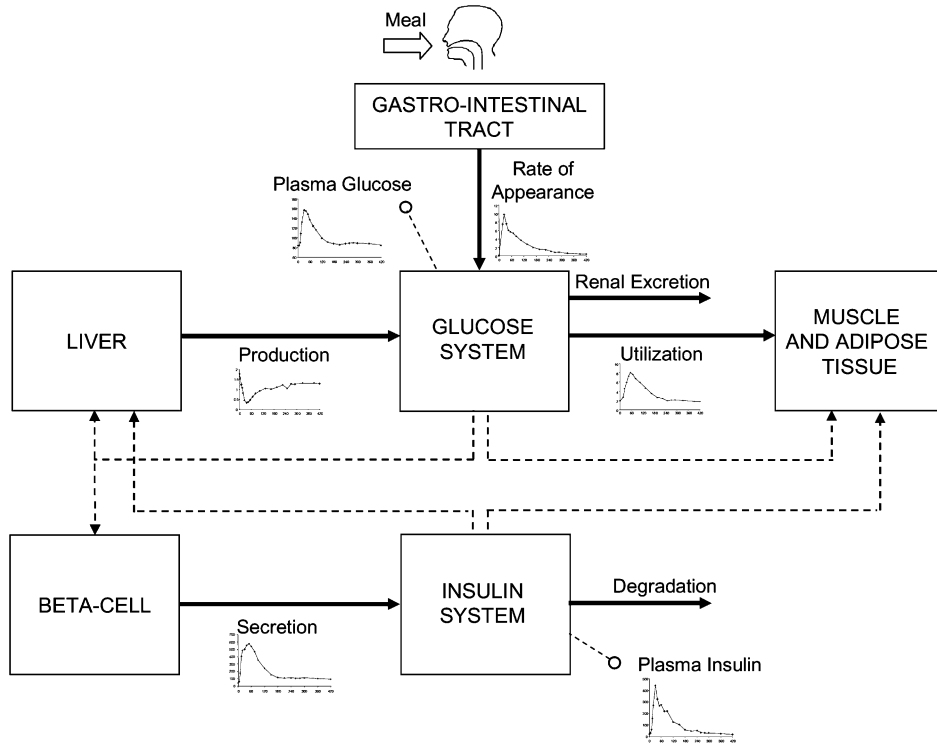 Meal
GASTRO-INTESTINAL
TRACT
Plasma Glucose
Rate of
Appearance
Renal Excretion
LIVER
Production
GLUCOSE
SYSTEM
Utilization
MUSCLE
AND ADIPOSE
TISSUE
BETA-CELL
Secretion
INSULIN
SYSTEM
Degradation
Plasma Insulin